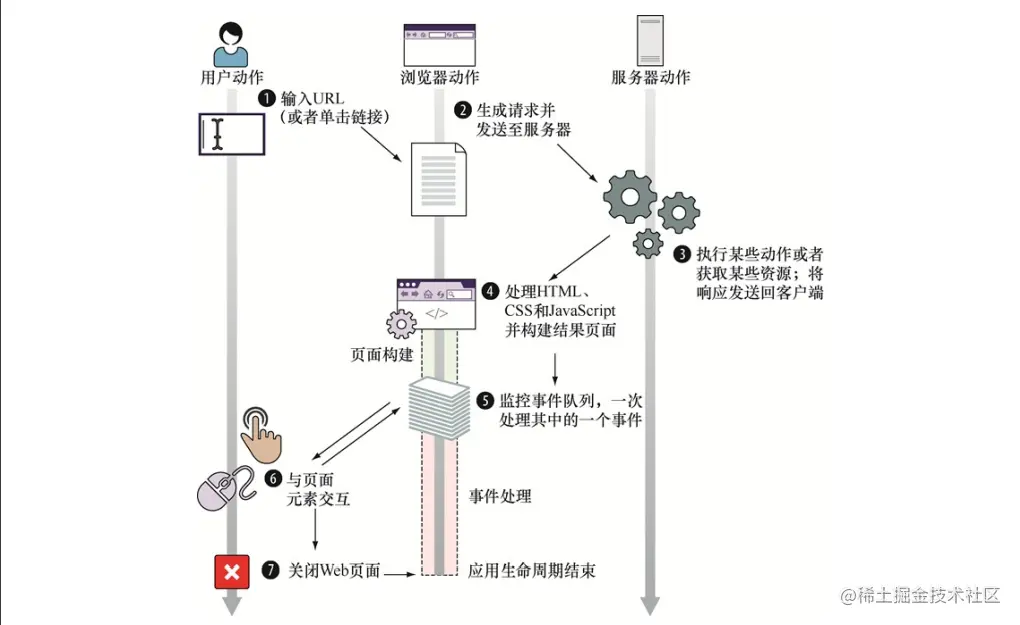 用户动作
浏览器动作
服务器动作
❶ 输入URL
(或者单击链接)
❷ 生成请求并
发送至服务器
❸ 执行某些动作或者
获取某些资源；将
响应发送回客户端
❹ 处理HTML、
CSS和JavaScript
并构建结果页面
</>
页面构建
❺ 监控事件队列，一次
处理其中的一个事件
❻ 与页面
元素交互
事件处理
❼ 关闭Web页面
应用生命周期结束
@稀土掘金技术社区